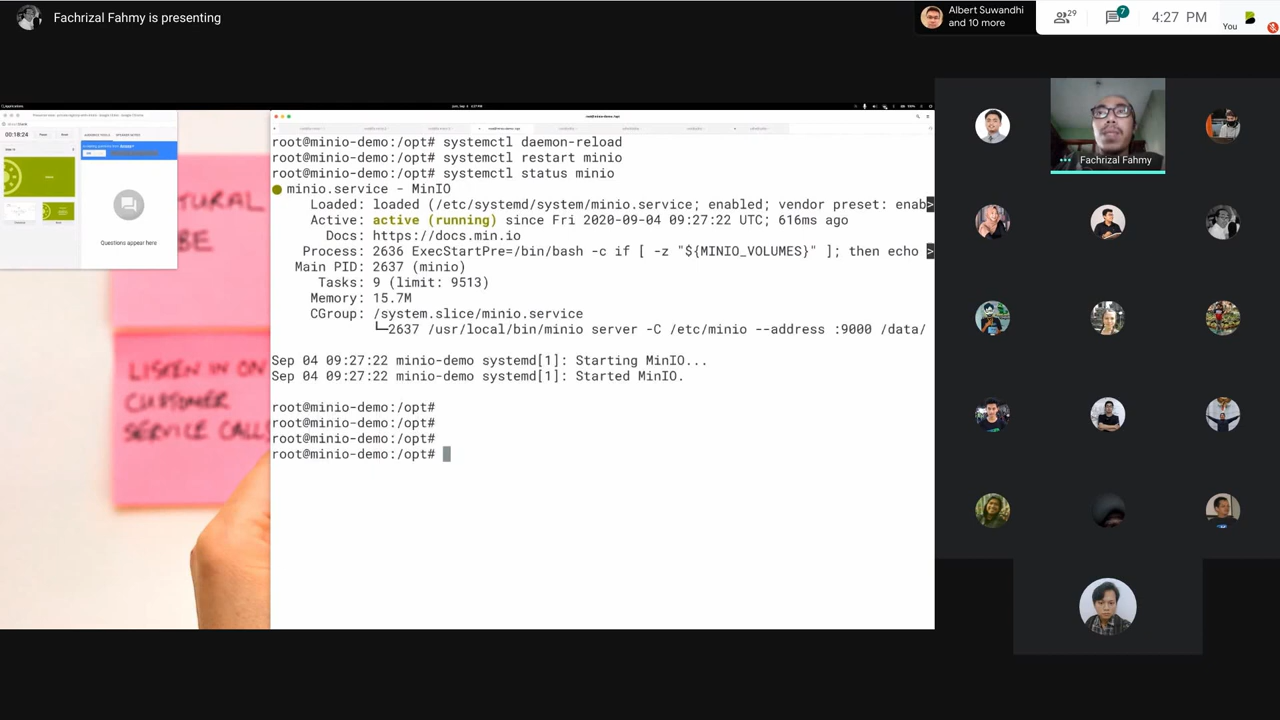 Fachrizal Fahmy is presenting
Albert Suwandhi
and 10 more
29
7
4:27 PM
You
00:18:24
Questions appear here
LISTEN IN ON
CUSTOMER
SERVICE CALL
root@minio-demo:/opt# systemctl daemon-reload
root@minio-demo:/opt# systemctl restart minio
root@minio-demo:/opt# systemctl status minio
● minio.service - MinIO
Loaded: loaded (/etc/systemd/system/minio.service; enabled; vendor preset: enab>
Active: active (running) since Fri 2020-09-04 09:27:22 UTC; 616ms ago
Docs: https://docs.min.io
Process: 2636 ExecStartPre=/bin/bash -c if [ -z "${MINIO_VOLUMES}" ]; then echo >
Main PID: 2637 (minio)
Tasks: 9 (limit: 9513)
Memory: 15.7M
CGroup: /system.slice/minio.service
└─2637 /usr/local/bin/minio server -C /etc/minio --address :9000 /data/
Sep 04 09:27:22 minio-demo systemd[1]: Starting MinIO...
Sep 04 09:27:22 minio-demo systemd[1]: Started MinIO.
root@minio-demo:/opt#
root@minio-demo:/opt#
root@minio-demo:/opt#
root@minio-demo:/opt#
Fachrizal Fahmy